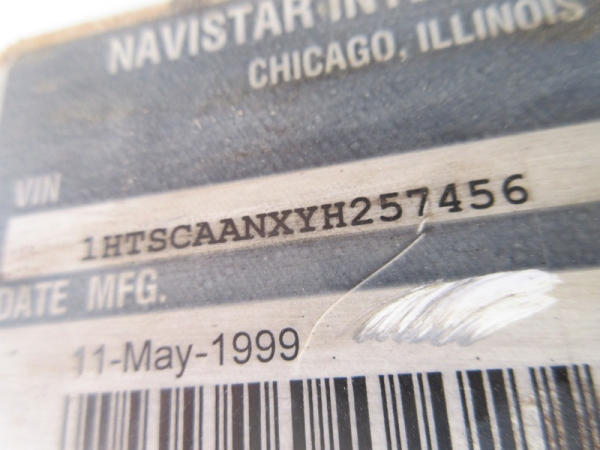 NAVISTAR
CHICAGO, ILLINOIS
VIN
1HTSCAANXYH257456
DATE MFG.
11-May-1999